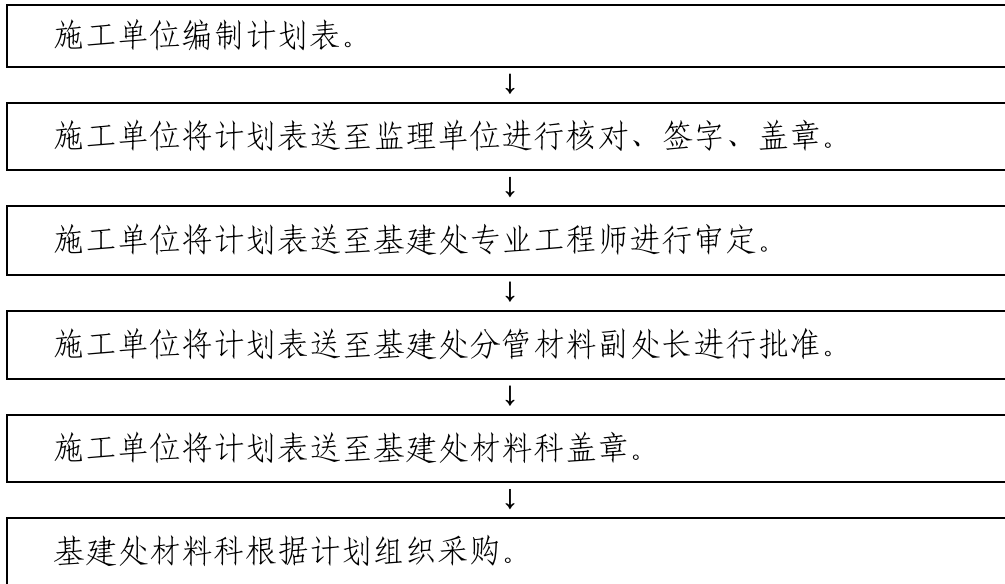 施工单位编制计划表。
↓
施工单位将计划表送至监理单位进行核对、签字、盖章。
↓
施工单位将计划表送至基建处专业工程师进行审定。
↓
施工单位将计划表送至基建处分管材料副处长进行批准。
↓
施工单位将计划表送至基建处材料科盖章。
↓
基建处材料科根据计划组织采购。